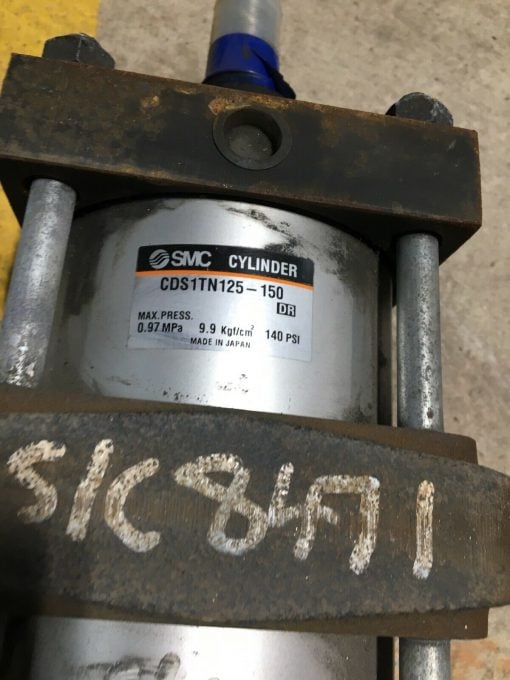 SMC CYLINDER
CDS1TN125-150
DR
MAX. PRESS.
0.97 MPa 9.9 Kgf/cm² 140 PSI
MADE IN JAPAN
S/C8471